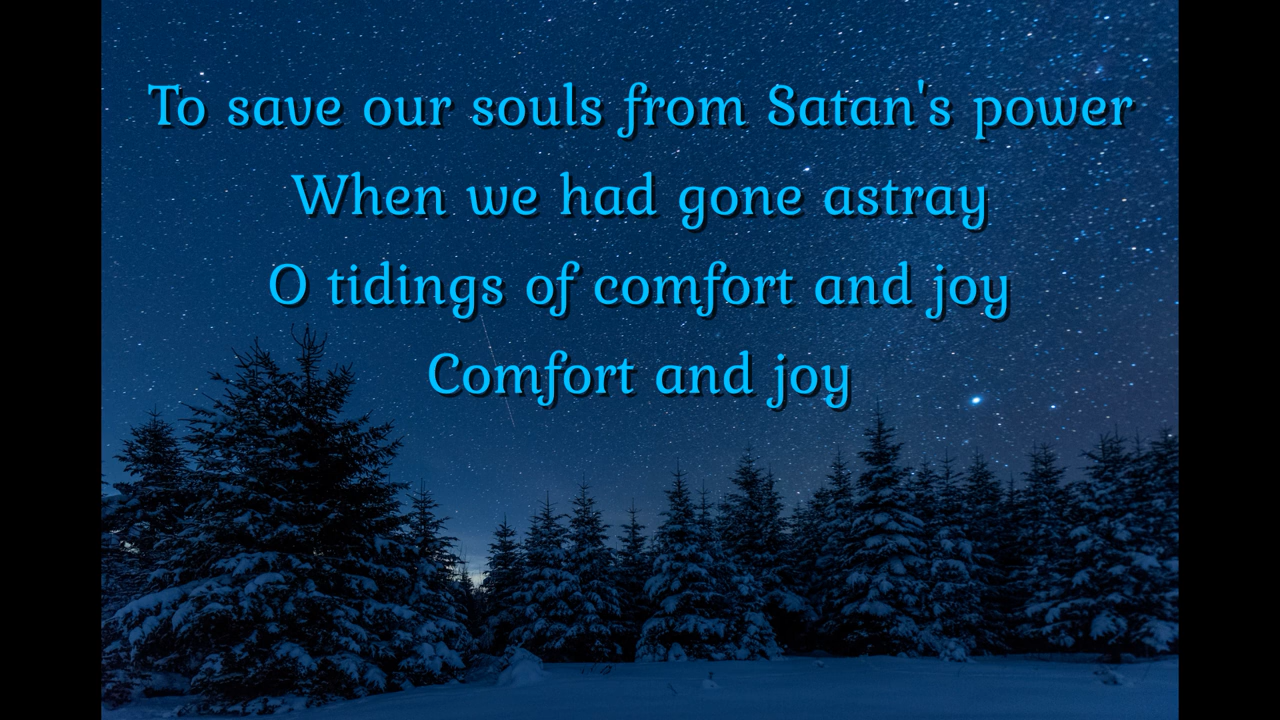 To save our souls from Satan's power
When we had gone astray
O tidings of comfort and joy
Comfort and joy